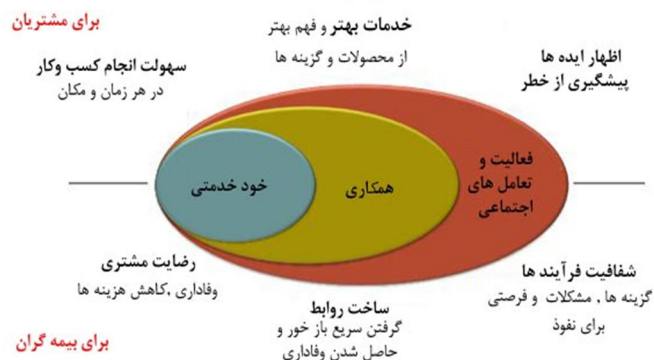 برای مشتریان
خدمات بهتر و فهم بهتر
از محصولات و گزینه ها
اظهار ایده ها
پیشگیری از خطر
سهولت انجام کسب وکار
در هر زمان و مکان
فعالیت و
تعامل های
اجتماعی
همکاری
خود خدمتی
شفافیت فرآیند ها
گزینه ها , مشکلات و فرصتی
برای نفوذ
ساخت روابط
گرفتن سریع باز خور و
حاصل شدن وفاداری
رضایت مشتری
وفاداری ,کاهش هزینه ها
برای بیمه گران